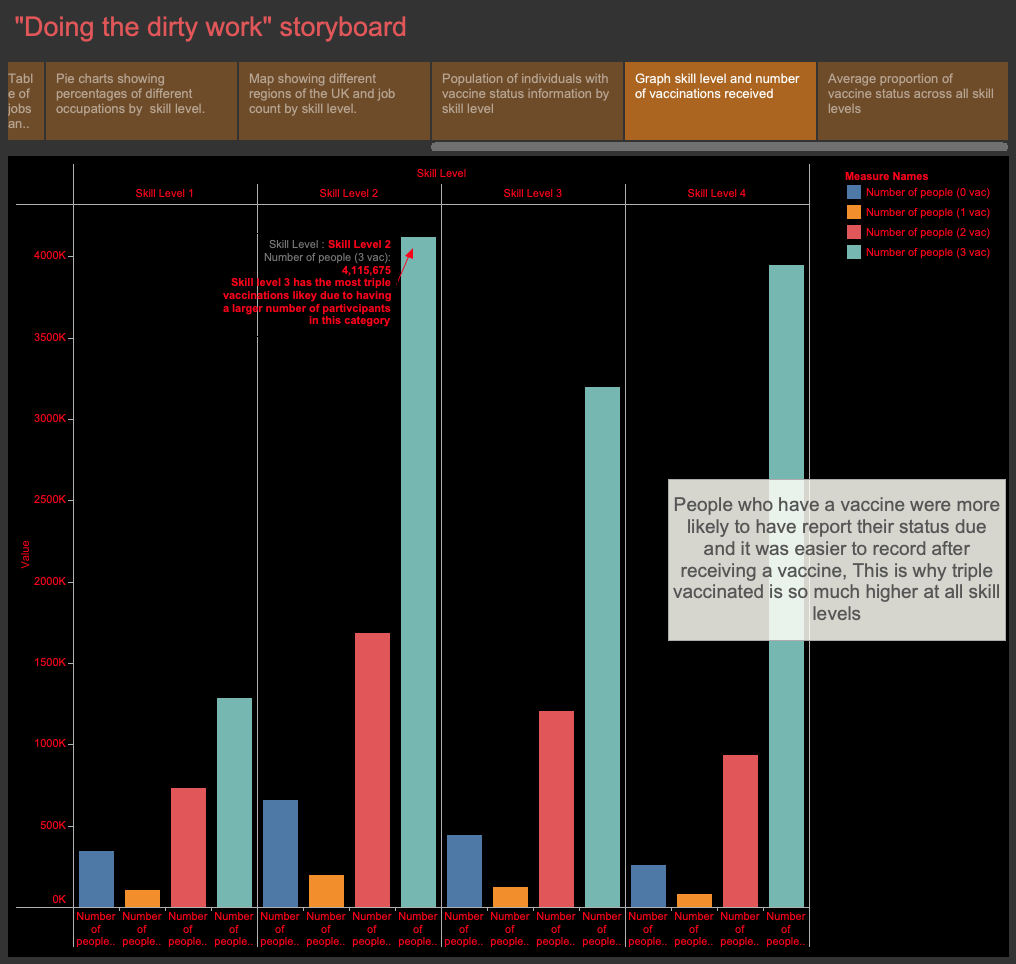 "Doing the dirty work" storyboard
Tabl
e of
jobs
an..
Pie charts showing
percentages of different
occupations by  skill level.
Map showing different
regions of the UK and job
count by skill level.
Population of individuals with
vaccine status information by
skill level
Graph skill level and number
of vaccinations received
Average proportion of
vaccine status across all skill
levels
Skill Level
Skill Level 1
Skill Level 2
Skill Level 3
Skill Level 4
Measure Names
Number of people (0 vac)
Number of people (1 vac)
Number of people (2 vac)
Number of people (3 vac)
Skill Level : Skill Level 2
Number of people (3 vac):
4,115,675
Skill level 3 has the most triple
vaccinations likey due to having
a larger number of partivcipants
in this category
4000K
3500K
3000K
2500K
2000K
1500K
1000K
500K
0K
Value
People who have a vaccine were more
likely to have report their status due
and it was easier to record after
receiving a vaccine, This is why triple
vaccinated is so much higher at all skill
levels
Number
of
people..
Number
of
people..
Number
of
people..
Number
of
people..
Number
of
people..
Number
of
people..
Number
of
people..
Number
of
people..
Number
of
people..
Number
of
people..
Number
of
people..
Number
of
people..
Number
of
people..
Number
of
people..
Number
of
people..
Number
of
people..